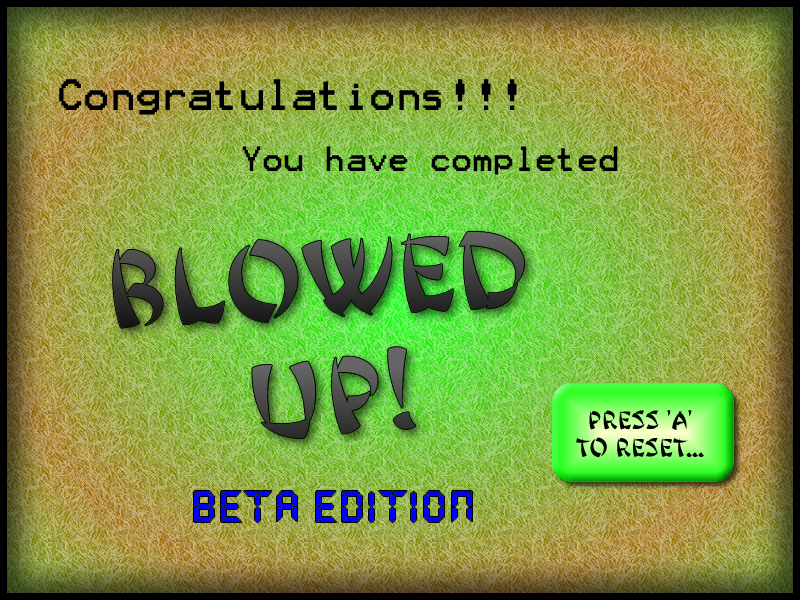 Congratulations!!!
You have completed
BLOWED
UP!
PRESS 'A'
TO RESET...
BETA EDITION